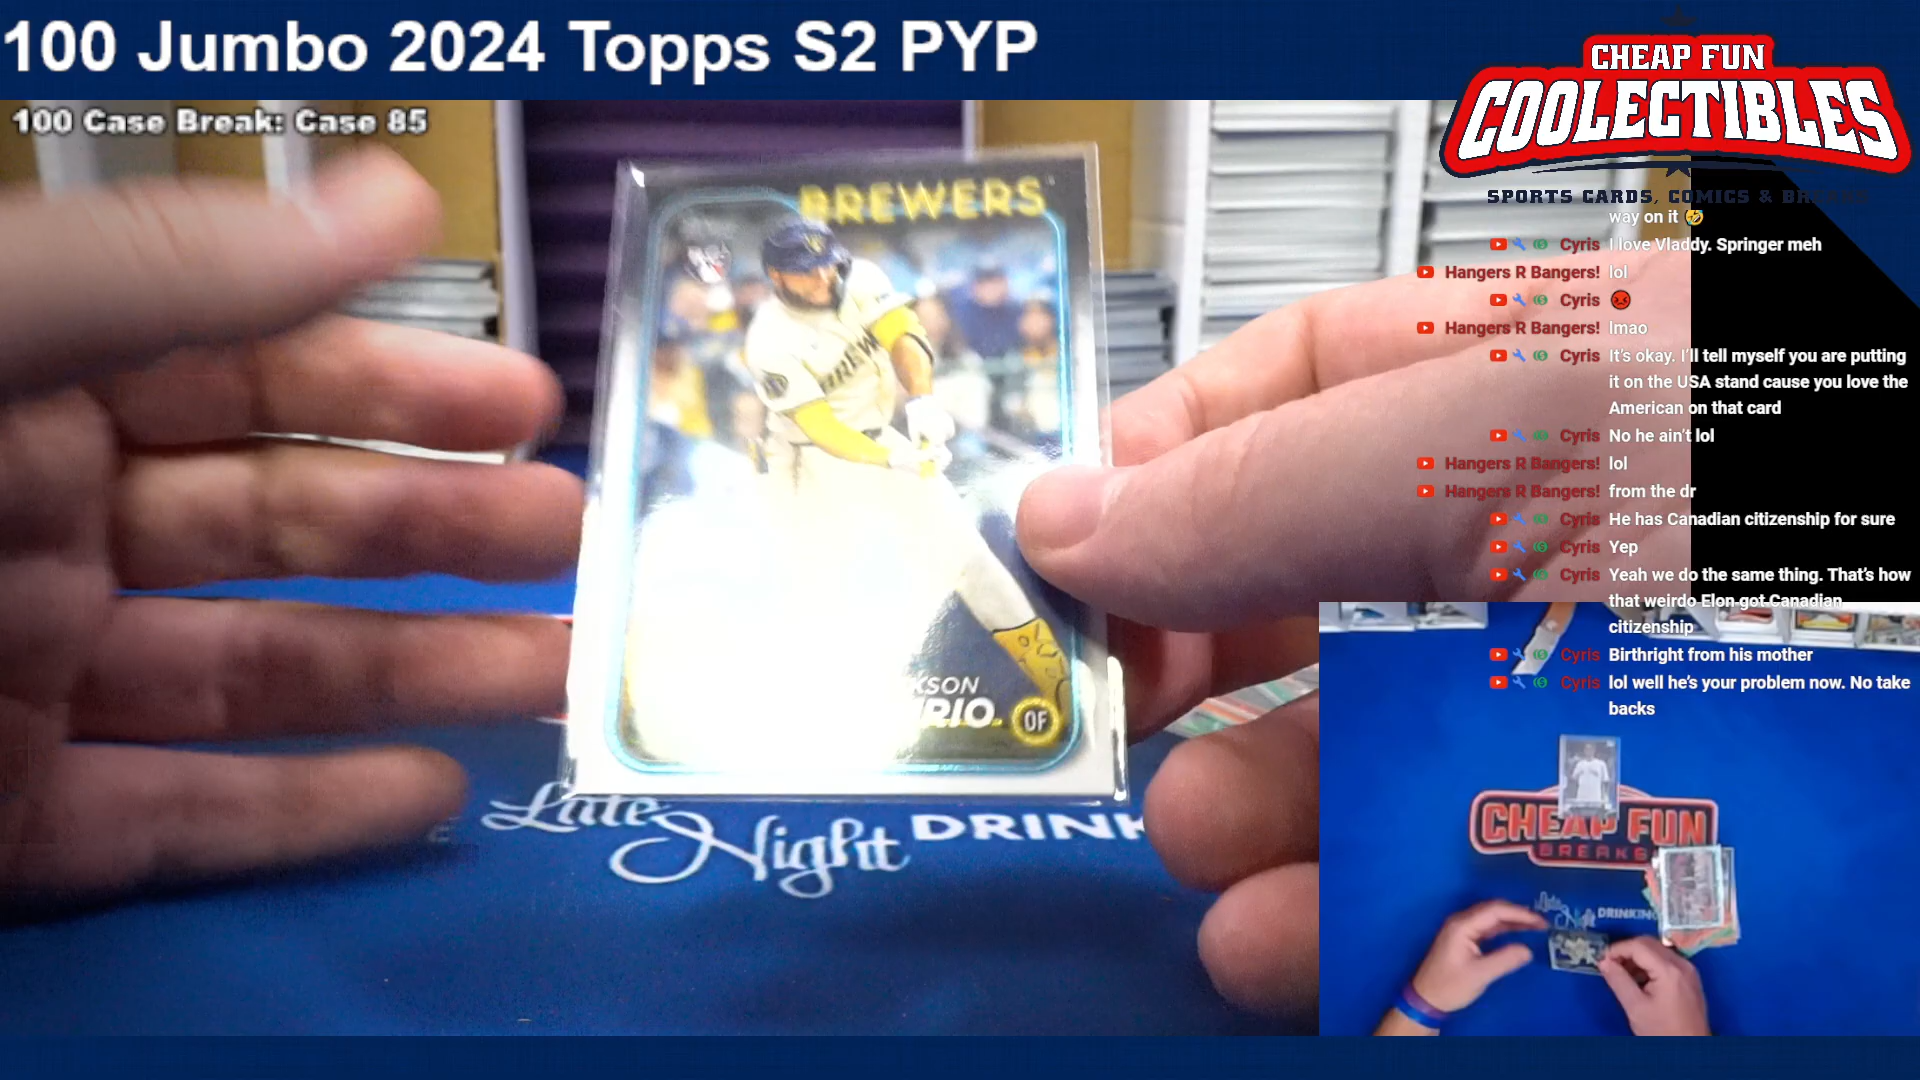 100 Jumbo 2024 Topps S2 PYP
100 Case Break: Case 85
CHEAP FUN
COOLECTIBLES
SPORTS CARDS, COMICS &
way on it 🤣
Cyris I love Vladdy. Springer meh
Hangers R Bangers! lol
Cyris 😡
Hangers R Bangers! lmao
Cyris It's okay. I'll tell myself you are putting
it on the USA stand cause you love the
American on that card
Cyris No he ain't lol
Hangers R Bangers! lol
Hangers R Bangers! from the dr
Cyris He has Canadian citizenship for sure
Cyris Yep
Cyris Yeah we do the same thing. That's how
that weirdo Elon got Canadian
citizenship
Cyris Birthright from his mother
Cyris lol well he's your problem now. No take
backs
BREWERS
BREW
KSON
RIO
OF
Late
Night DRINK
CHEAP FUN
BREAKS
Late
Night DRINKING